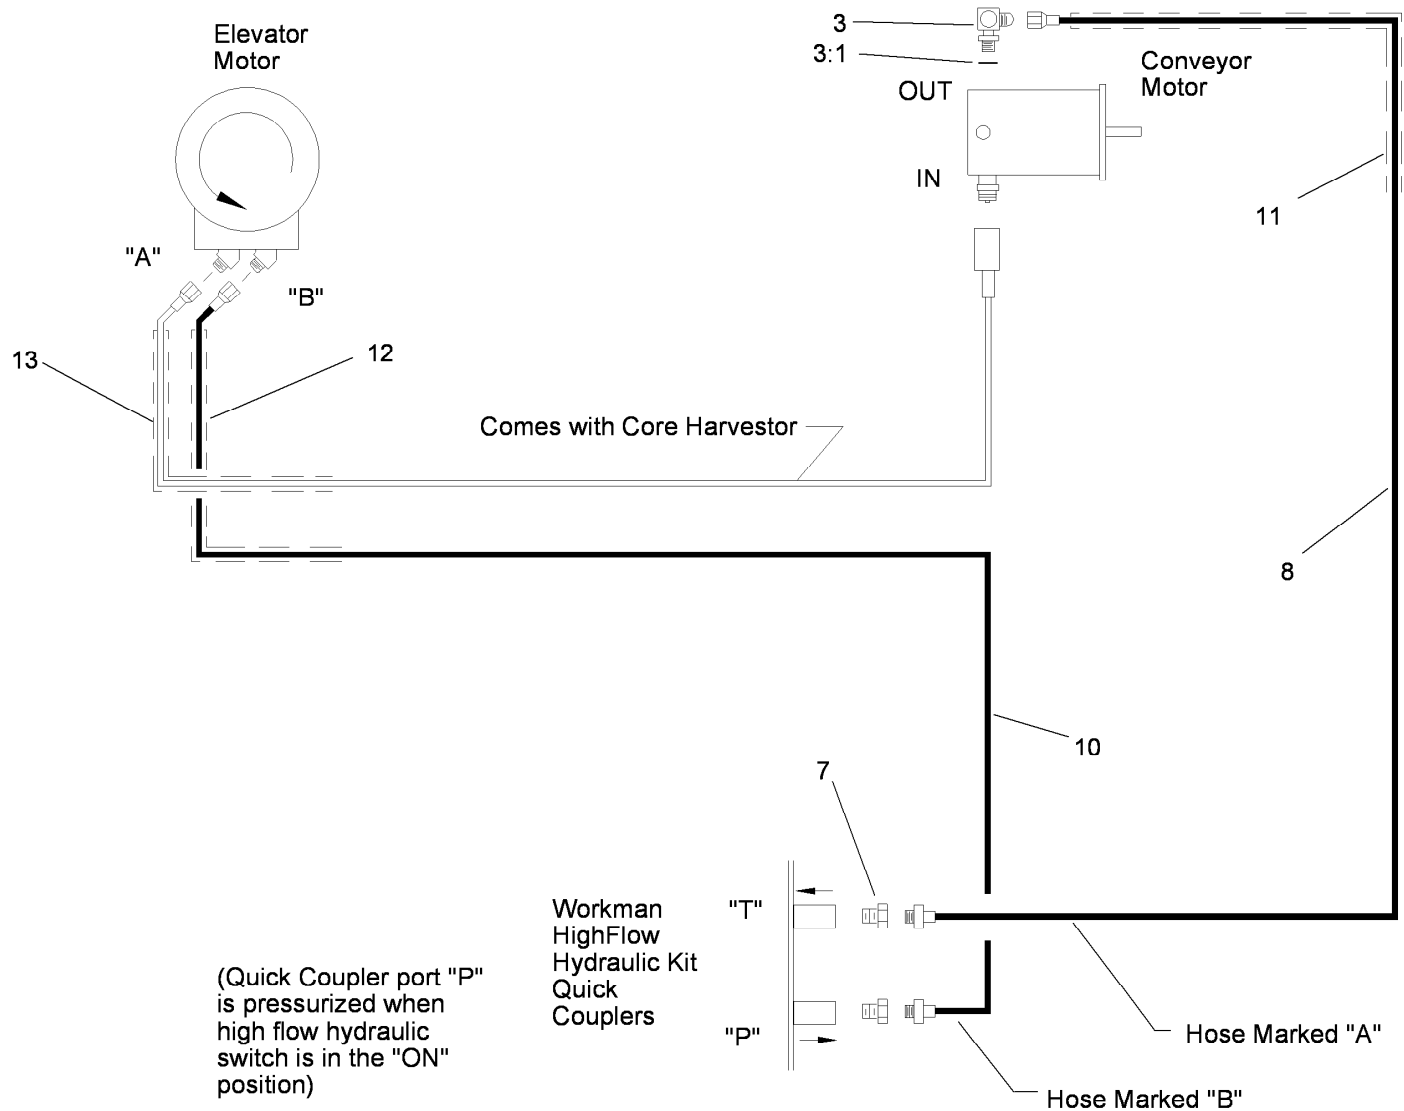 Elevator
Motor
3
3:1
Conveyor
Motor
OUT
IN
11
"A"
"B"
13
12
Comes with Core Harvestor
8
10
7
Workman
HighFlow
Hydraulic Kit
Quick
Couplers
"T"
"P"
(Quick Coupler port "P"
is pressurized when
high flow hydraulic
switch is in the "ON"
position)
Hose Marked "A"
Hose Marked "B"